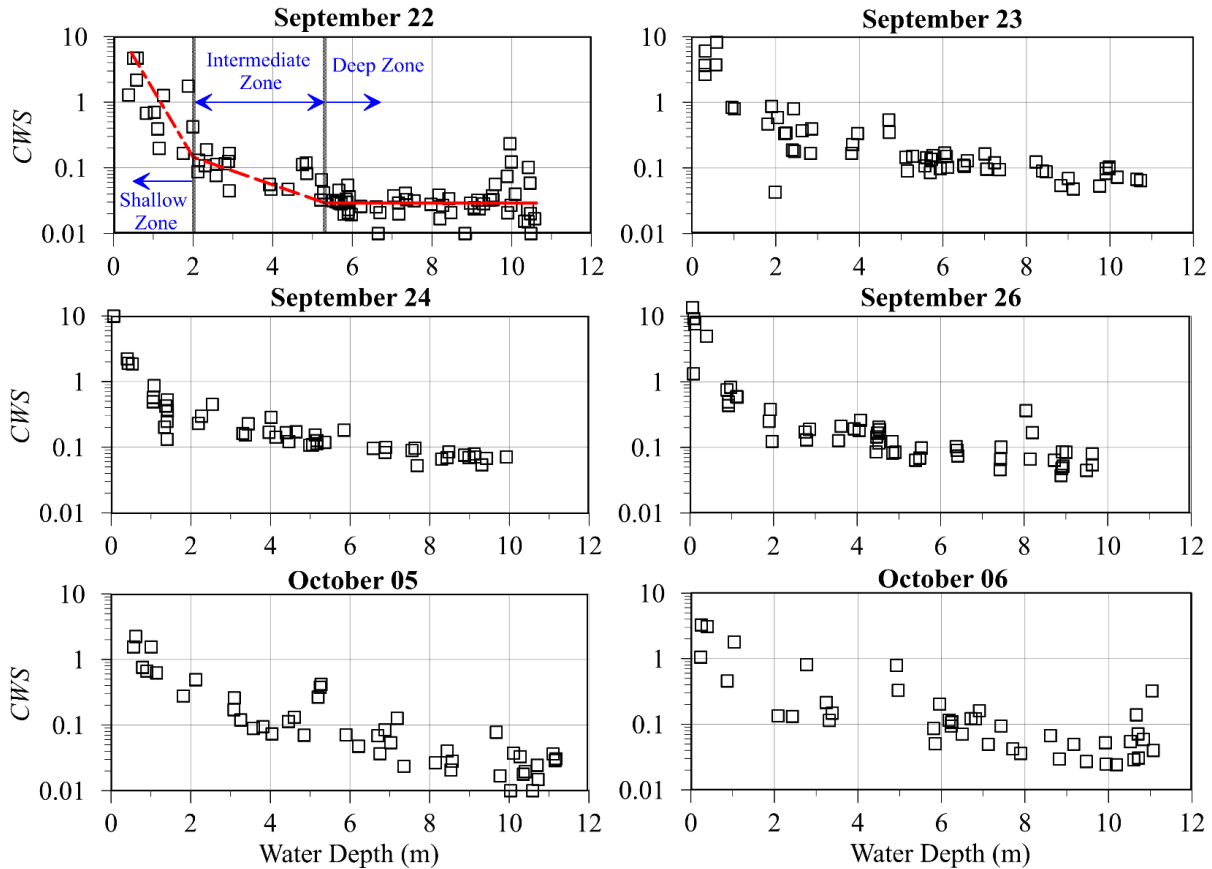 September 22
10
1
0.1
0.01
CWS
Intermediate
Zone
Deep Zone
Shallow
Zone
0 2 4 6 8 10 12
September 23
10
1
0.1
0.01
0 2 4 6 8 10 12
September 24
10
1
0.1
0.01
CWS
0 2 4 6 8 10 12
September 26
10
1
0.1
0.01
0 2 4 6 8 10 12
October 05
10
1
0.1
0.01
CWS
0 2 4 6 8 10 12
Water Depth (m)
October 06
10
1
0.1
0.01
0 2 4 6 8 10 12
Water Depth (m)